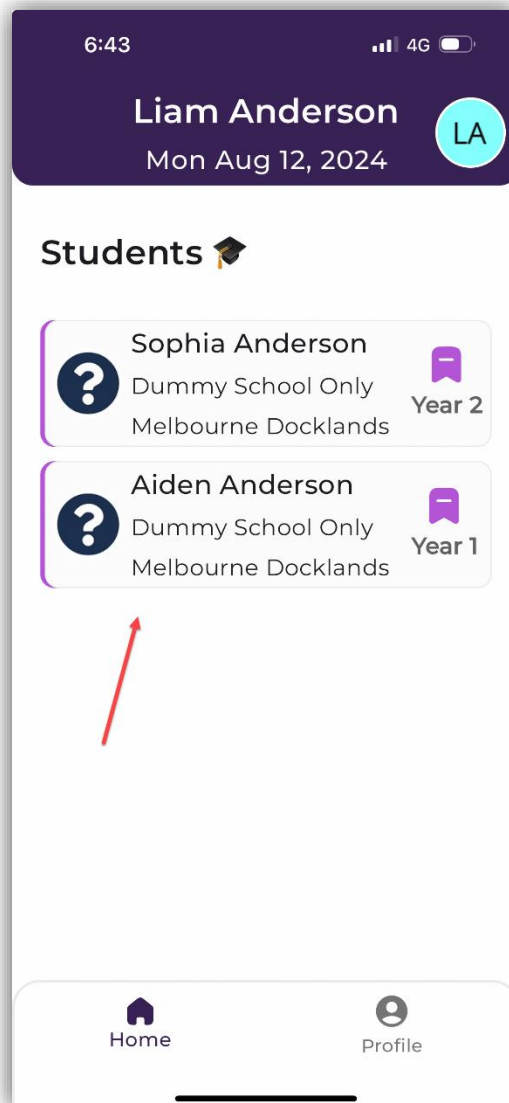 6:43
4G
Liam Anderson
LA
Mon Aug 12, 2024
Students 🎓
Sophia Anderson
Dummy School Only
Melbourne Docklands
Year 2
Aiden Anderson
Dummy School Only
Melbourne Docklands
Year 1
Home
Profile